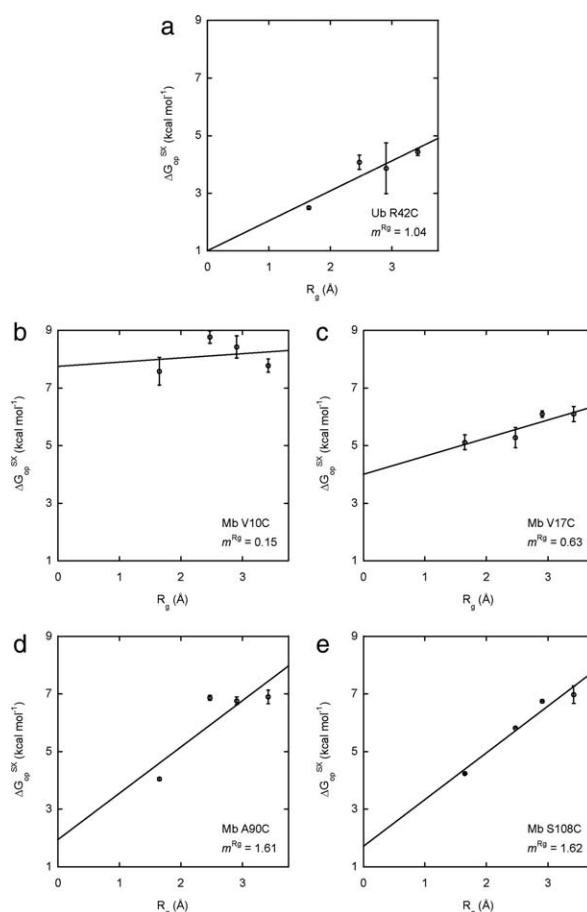 a
9
7
5
3
1
ΔG_op^SX (kcal mol⁻¹)
Ub R42C
m^Rg = 1.04
0 1 2 3
R_g (Å)
b
9
7
5
3
1
ΔG_op^SX (kcal mol⁻¹)
Mb V10C
m^Rg = 0.15
0 1 2 3
R_g (Å)
c
9
7
5
3
1
ΔG_op^SX (kcal mol⁻¹)
Mb V17C
m^Rg = 0.63
0 1 2 3
R_g (Å)
d
9
7
5
3
1
ΔG_op^SX (kcal mol⁻¹)
Mb A90C
m^Rg = 1.61
0 1 2 3
R_g (Å)
e
9
7
5
3
1
ΔG_op^SX (kcal mol⁻¹)
Mb S108C
m^Rg = 1.62
0 1 2 3
R_g (Å)